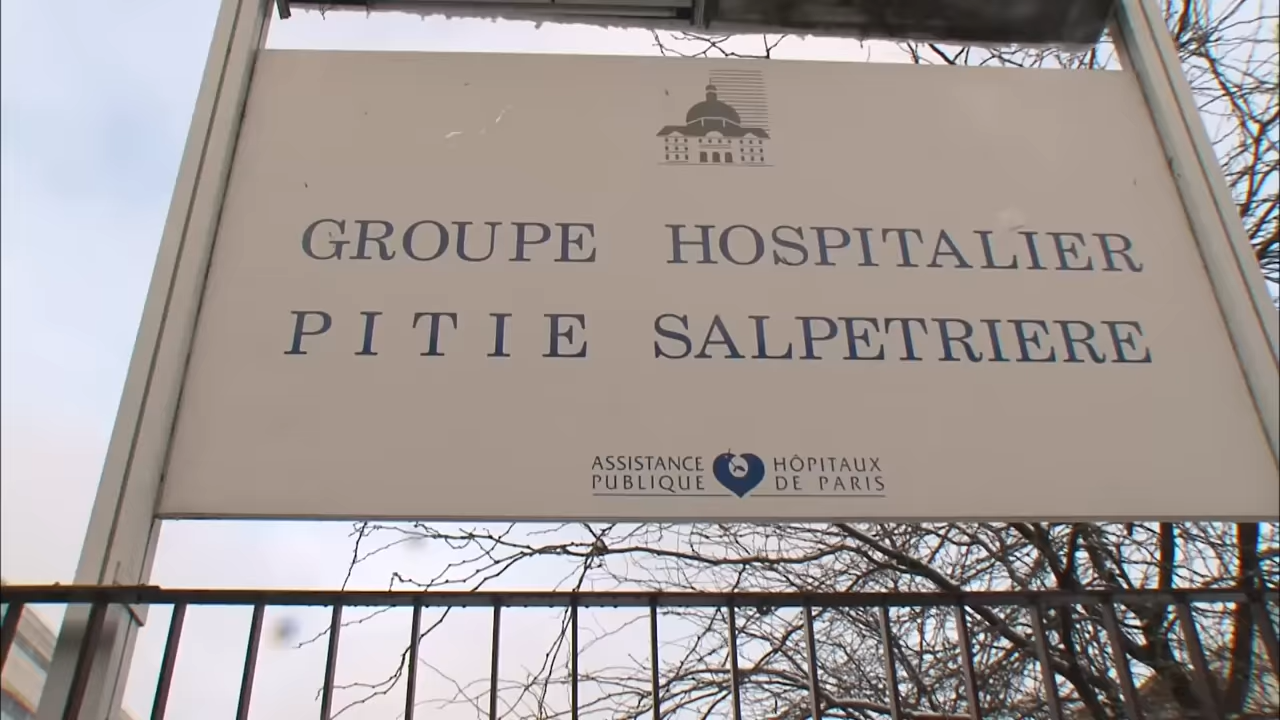 GROUPE HOSPITALIER
PITIE SALPETRIERE
ASSISTANCE PUBLIQUE
HÔPITAUX DE PARIS